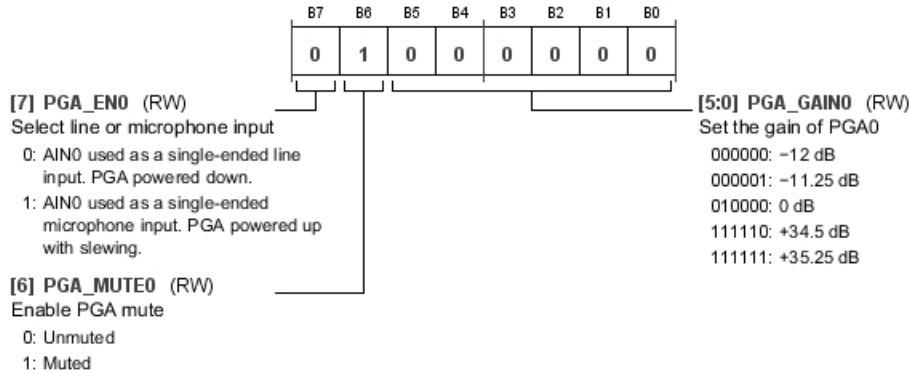 B7 B6 B5 B4 B3 B2 B1 B0
0 1 0 0 0 0 0 0
[7] PGA_EN0 (RW)
Select line or microphone input
0: AIN0 used as a single-ended line
input. PGA powered down.
1: AIN0 used as a single-ended
microphone input. PGA powered up
with slewing.
[6] PGA_MUTE0 (RW)
Enable PGA mute
0: Unmuted
1: Muted
[5:0] PGA_GAIN0 (RW)
Set the gain of PGA0
000000: −12 dB
000001: −11.25 dB
010000: 0 dB
111110: +34.5 dB
111111: +35.25 dB